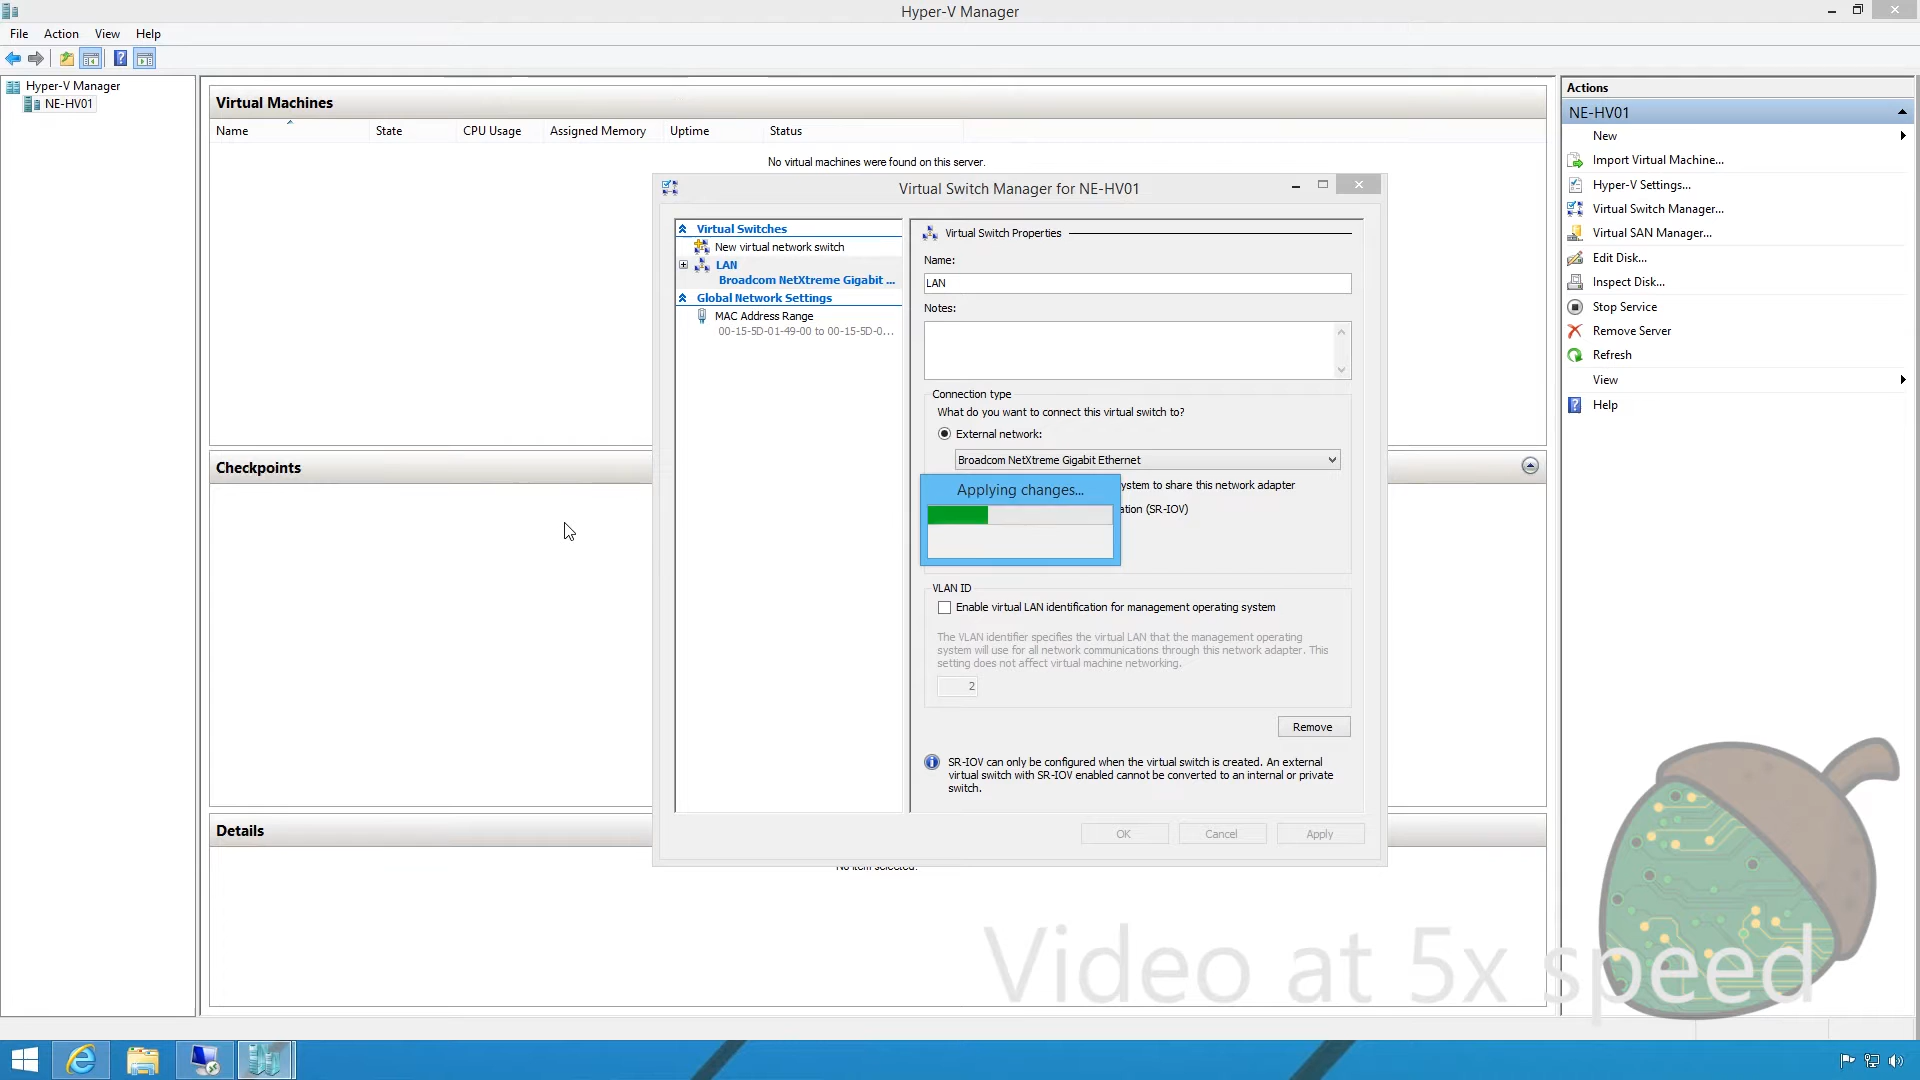 Hyper-V Manager
File Action View Help
Hyper-V Manager
NE-HV01
Virtual Machines
Name State CPU Usage Assigned Memory Uptime Status
No virtual machines were found on this server.
Virtual Switch Manager for NE-HV01
Virtual Switches
New virtual network switch
LAN
Broadcom NetXtreme Gigabit ...
Global Network Settings
MAC Address Range
00-15-5D-01-49-00 to 00-15-5D-0...
Virtual Switch Properties
Name:
LAN
Notes:
Connection type
What do you want to connect this virtual switch to?
External network:
Broadcom NetXtreme Gigabit Ethernet
ystem to share this network adapter
ation (SR-IOV)
Applying changes...
VLAN ID
Enable virtual LAN identification for management operating system
The VLAN identifier specifies the virtual LAN that the management operating
system will use for all network communications through this network adapter. This
setting does not affect virtual machine networking.
2
Remove
SR-IOV can only be configured when the virtual switch is created. An external
virtual switch with SR-IOV enabled cannot be converted to an internal or private
switch.
OK Cancel Apply
Checkpoints
Details
No item selected.
Actions
NE-HV01
New
Import Virtual Machine...
Hyper-V Settings...
Virtual Switch Manager...
Virtual SAN Manager...
Edit Disk...
Inspect Disk...
Stop Service
Remove Server
Refresh
View
Help
Video at 5x speed